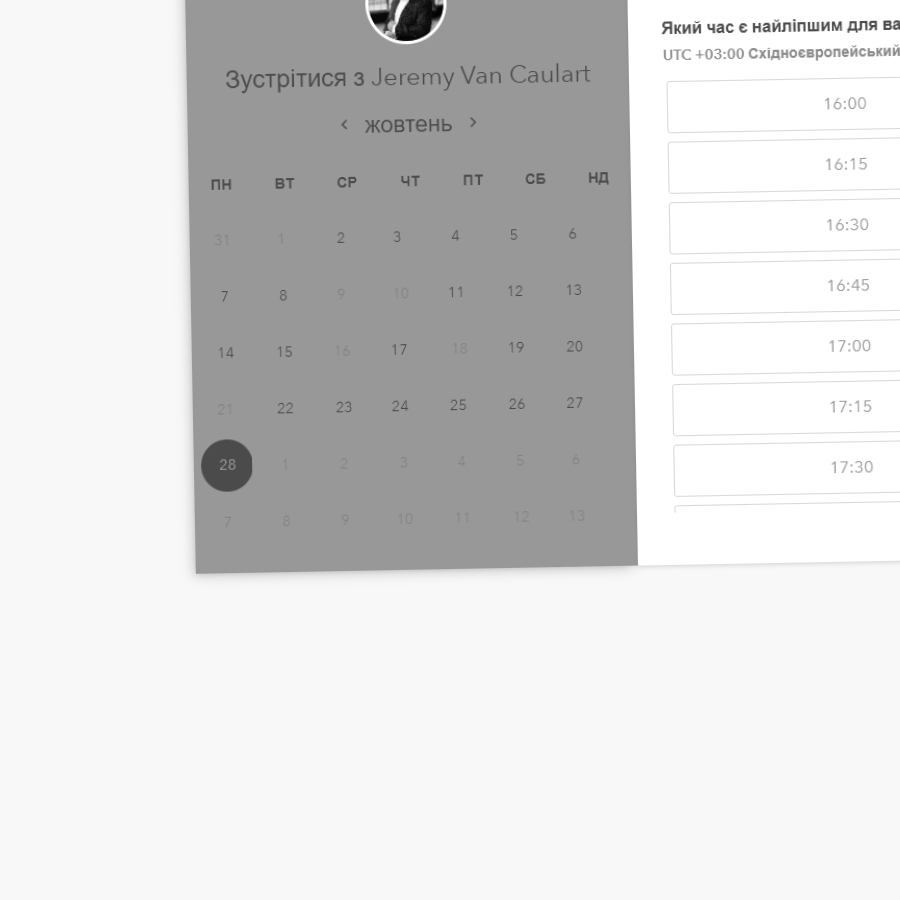 Зустрітися з Jeremy Van Caulart
‹ жовтень ›
ПН ВТ СР ЧТ ПТ СБ НД
31 1 2 3 4 5 6
7 8 9 10 11 12 13
14 15 16 17 18 19 20
21 22 23 24 25 26 27
28 1 2 3 4 5 6
7 8 9 10 11 12 13
Який час є найліпшим для ва
UTC +03:00 Східноєвропейський
16:00
16:15
16:30
16:45
17:00
17:15
17:30